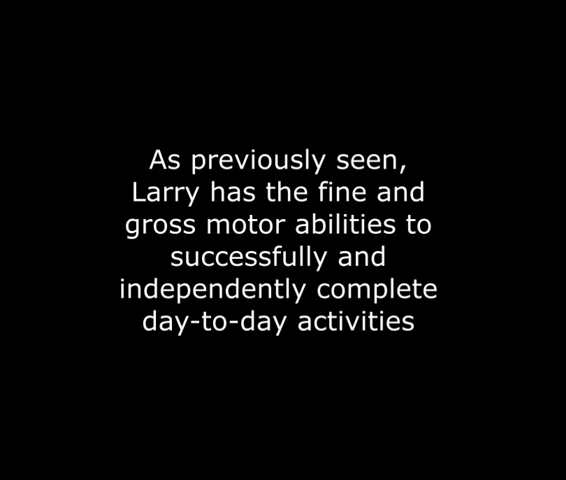 As previously seen,
Larry has the fine and
gross motor abilities to
successfully and
independently complete
day-to-day activities